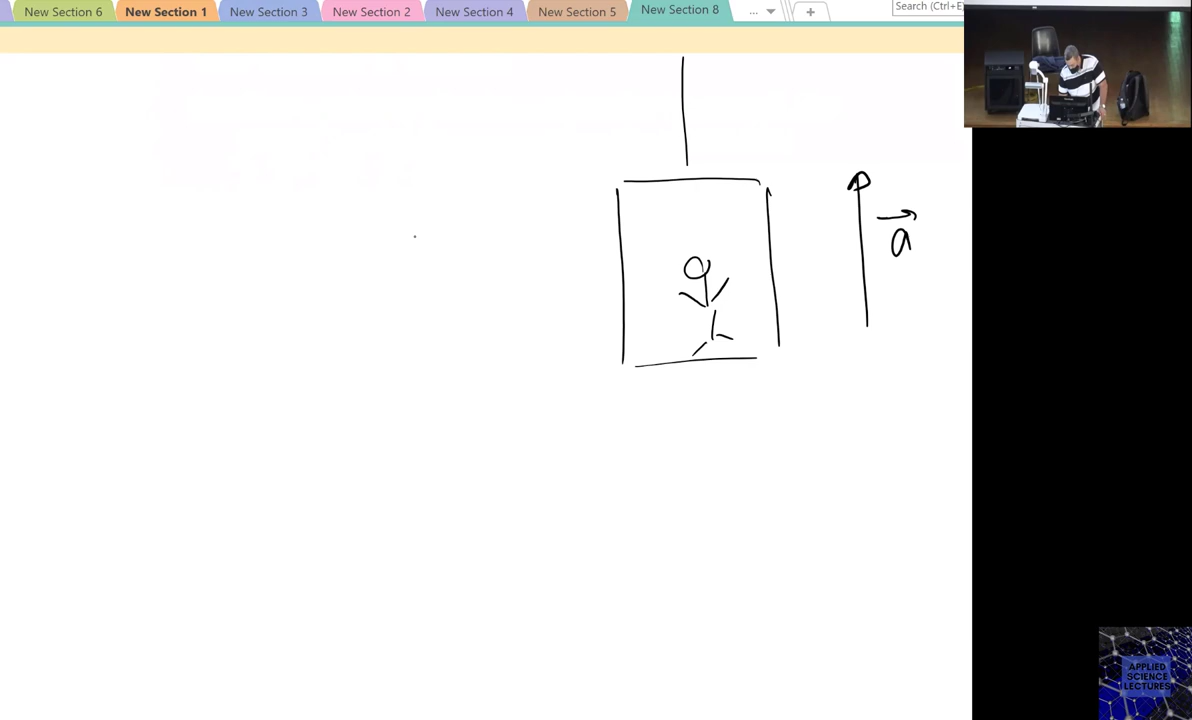 New Section 6 New Section 1 New Section 3 New Section 2 New Section 4 New Section 5 New Section 8 ... +
Search (Ctrl+E)
a
APPLIED
SCIENCE
LECTURES